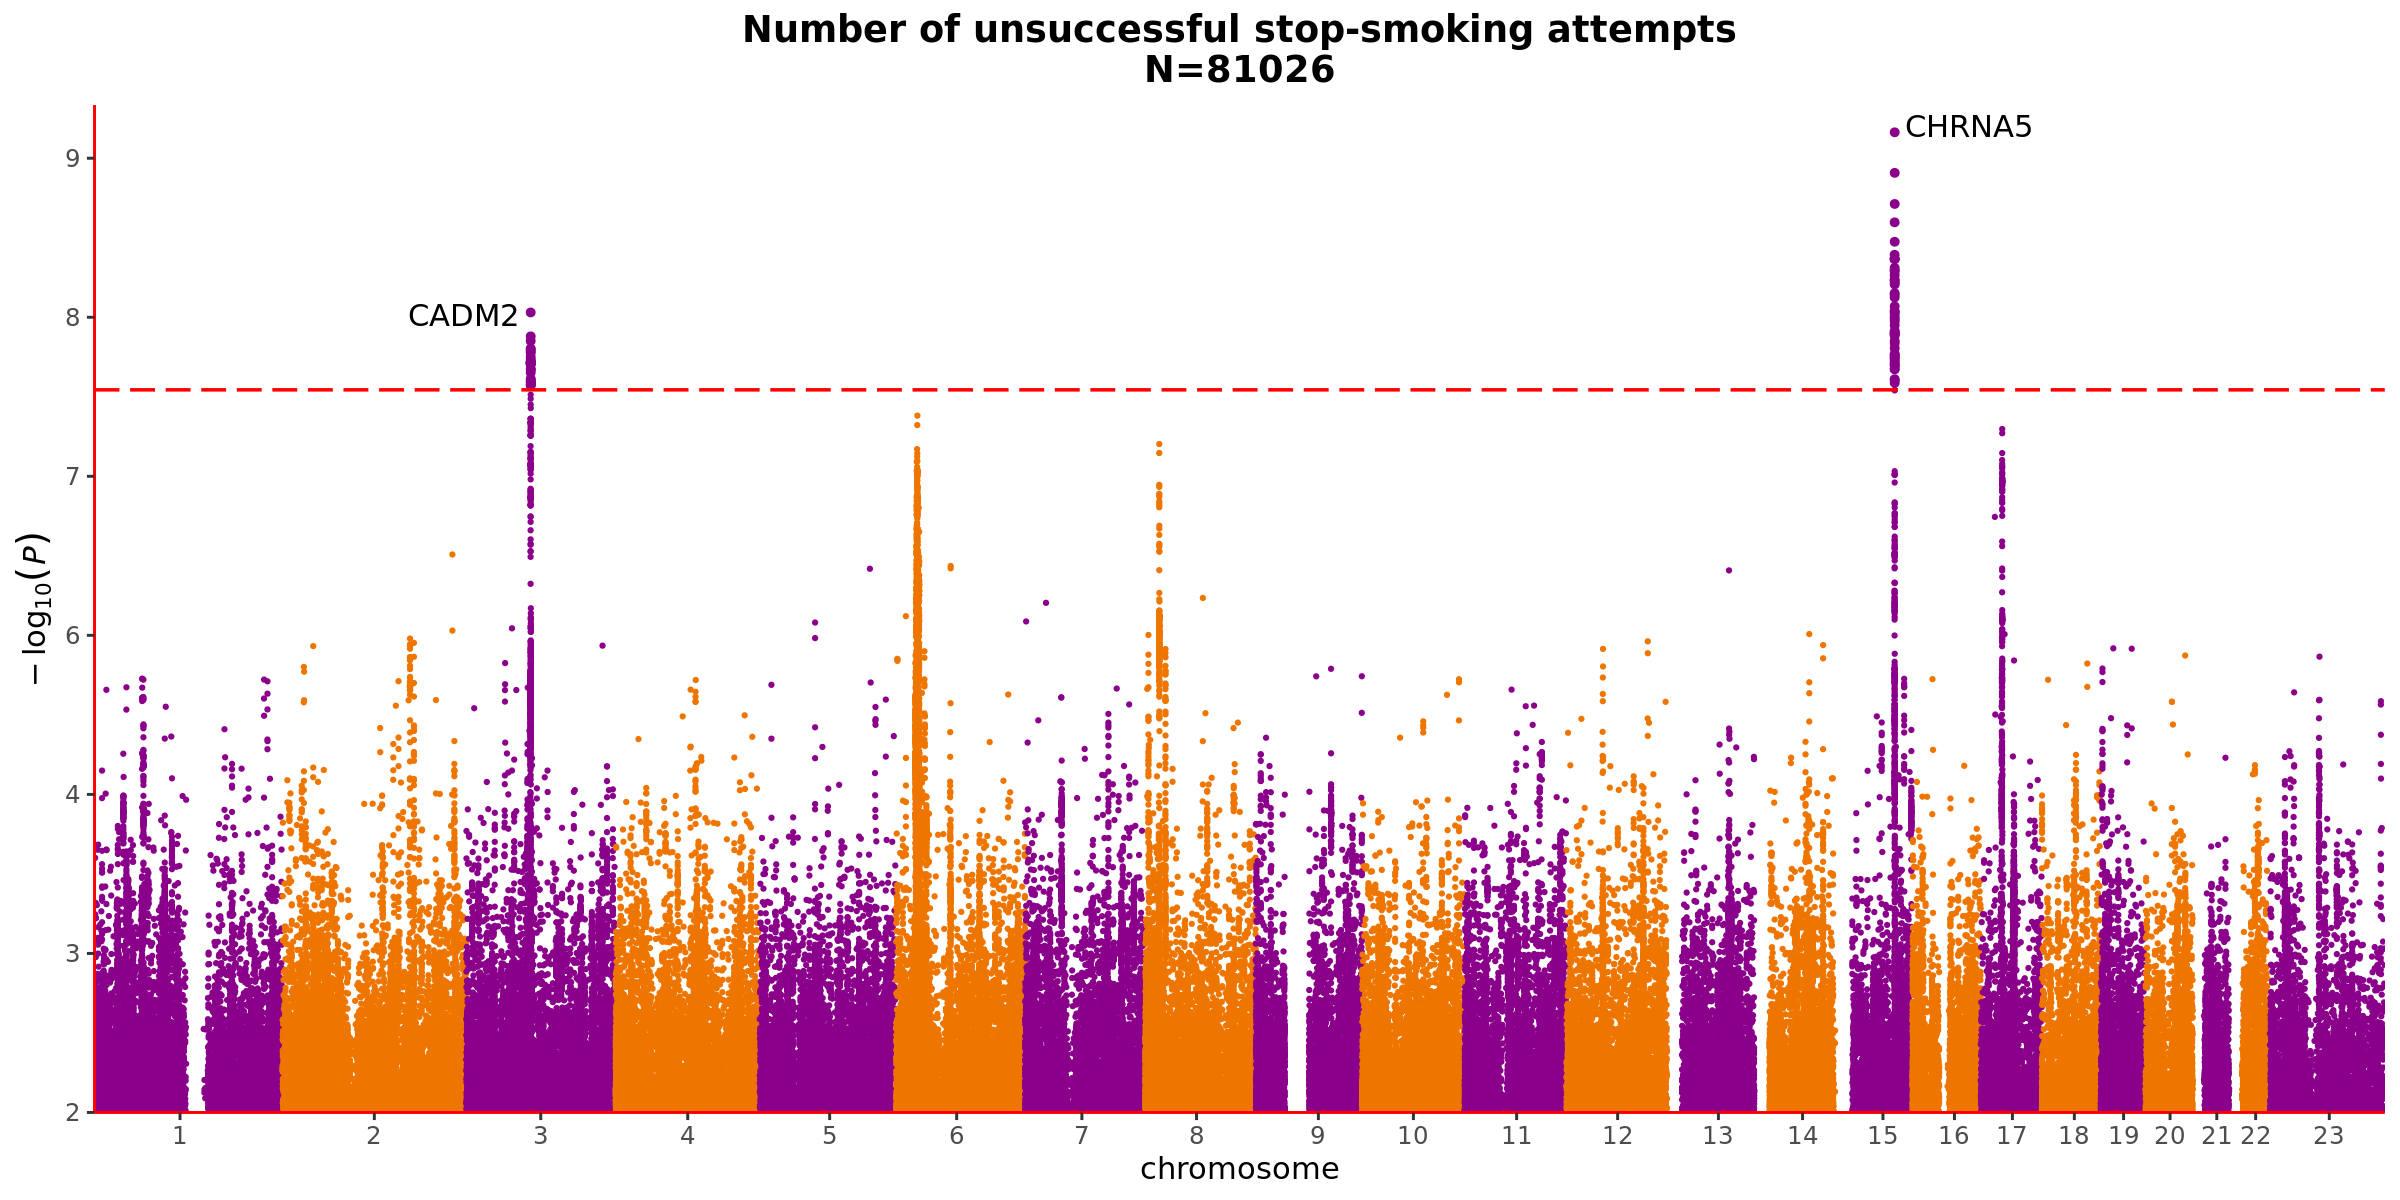 Number of unsuccessful stop-smoking attempts
N=81026
CHRNA5
CADM2
9
8
7
6
5
4
3
2
−log10(P)
1 2 3 4 5 6 7 8 9 10 11 12 13 14 15 16 17 18 19 20 21 22 23
chromosome